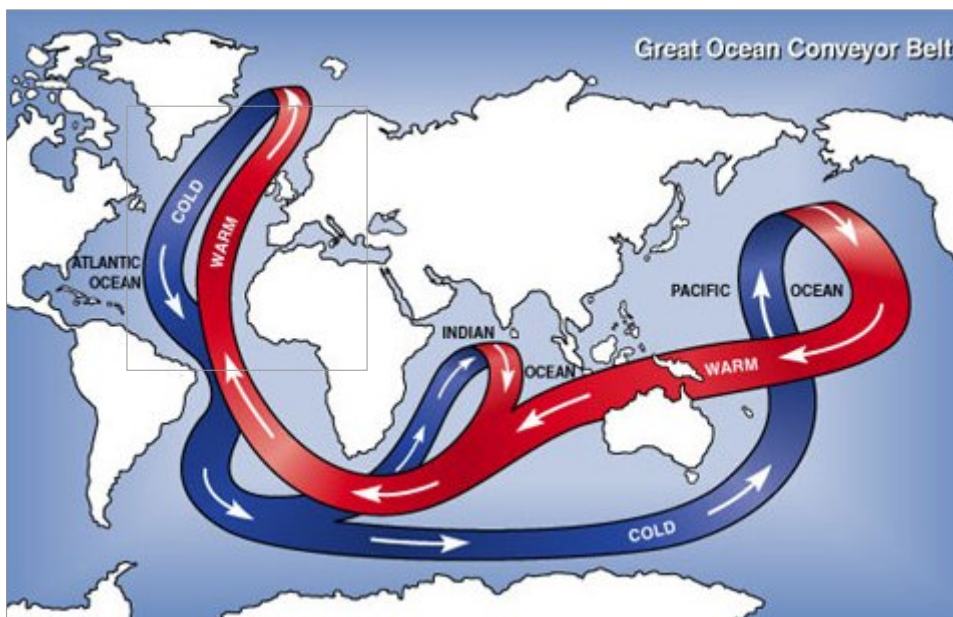 Great Ocean Conveyor Belt
COLD
WARM
ATLANTIC
OCEAN
PACIFIC
OCEAN
INDIAN
OCEAN
WARM
COLD